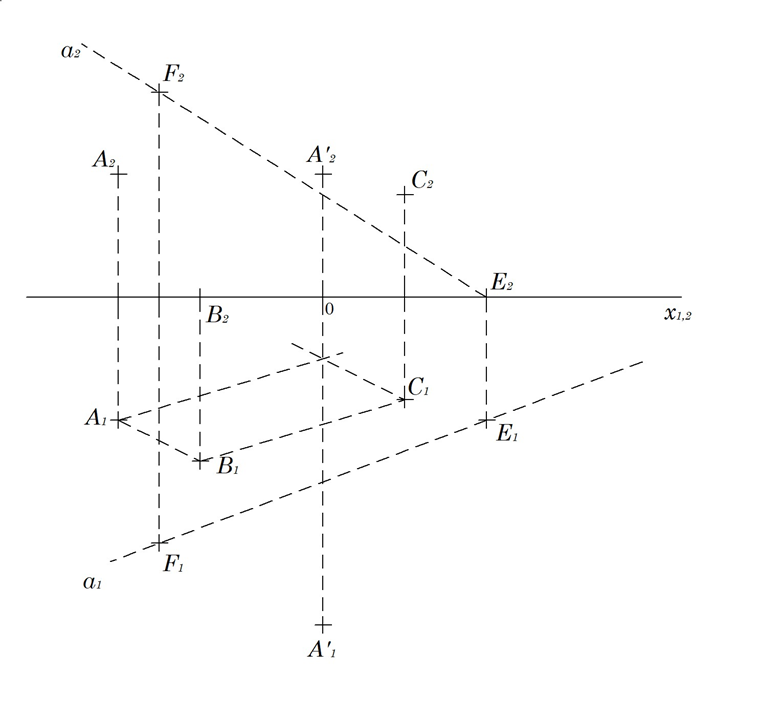 a₂
F₂
A₂
A'₂
C₂
E₂
B₂
0
x₁,₂
A₁
C₁
B₁
E₁
F₁
a₁
A'₁